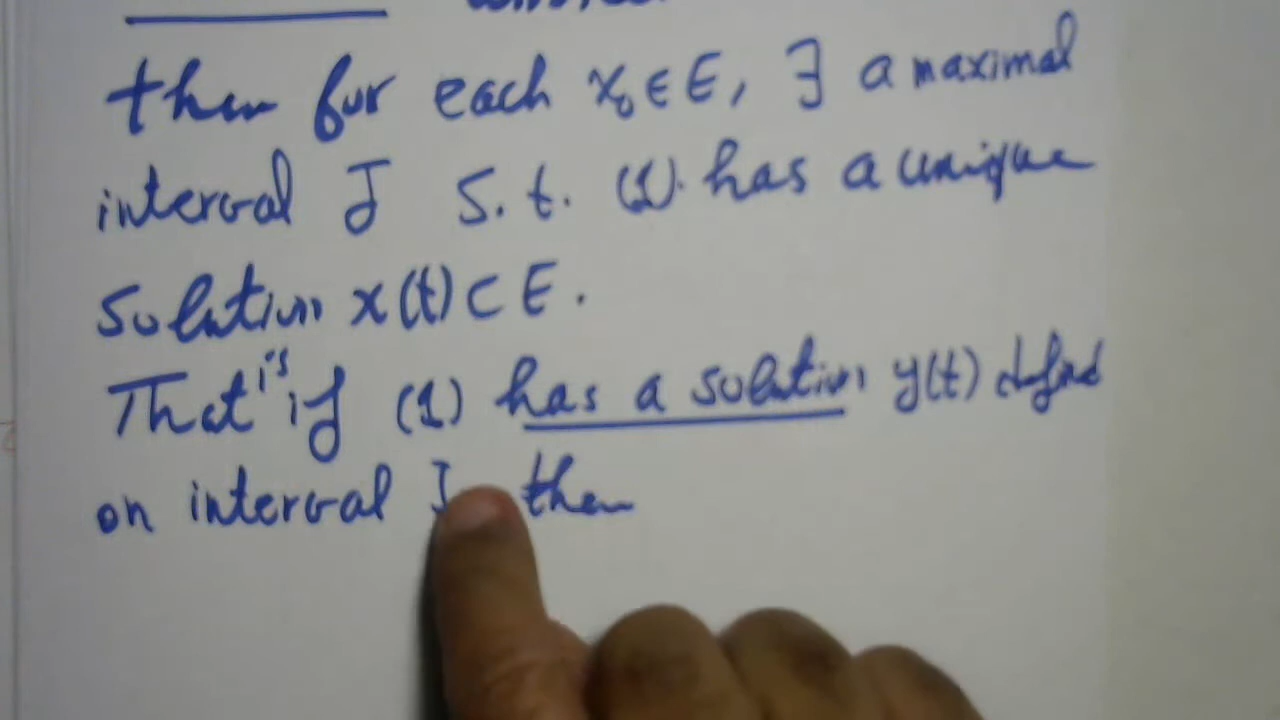 then for each x₀ ∈ E, ∃ a maximal
interval J s.t. (1) has a unique
solution x(t) ⊂ E.
That is if (1) has a solution y(t) defined
on interval I then